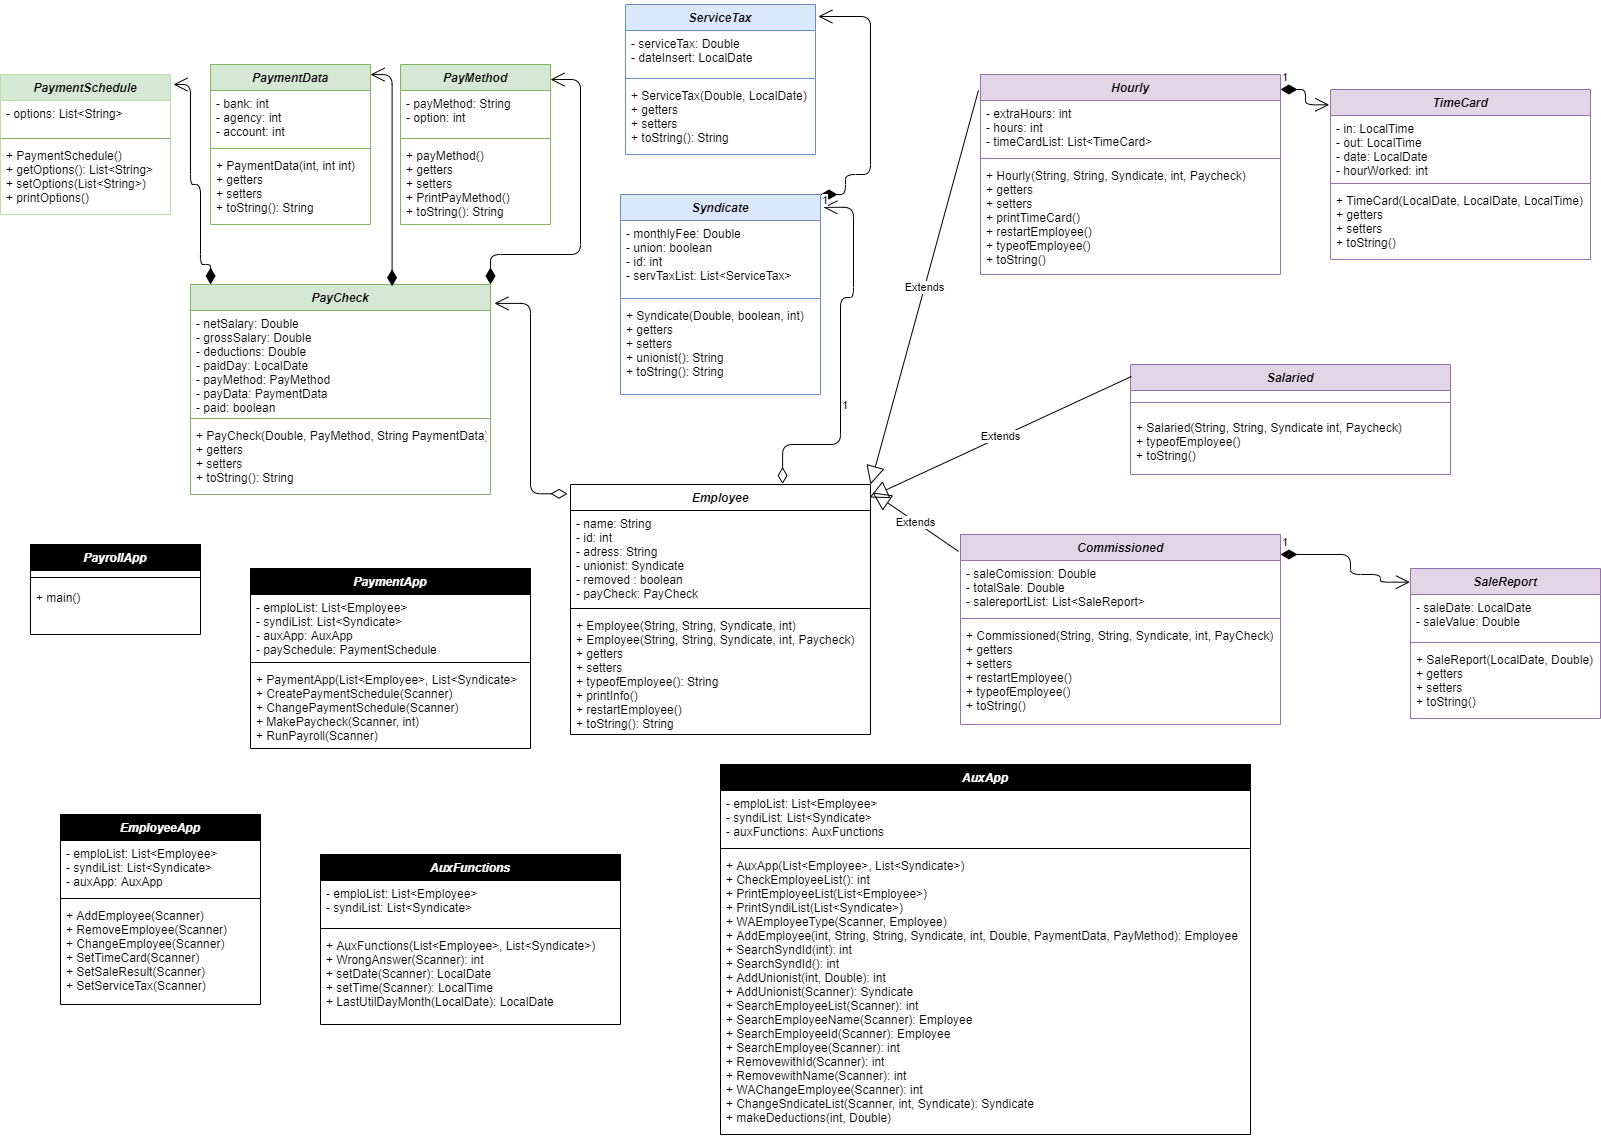 PaymentSchedule
- options: List<String>
+ PaymentSchedule()
+ getOptions(): List<String>
+ setOptions(List<String>)
+ printOptions()
PaymentData
- bank: int
- agency: int
- account: int
+ PaymentData(int, int int)
+ getters
+ setters
+ toString(): String
PayMethod
- payMethod: String
- option: int
+ payMethod()
+ getters
+ setters
+ PrintPayMethod()
+ toString(): String
ServiceTax
- serviceTax: Double
- dateInsert: LocalDate
+ ServiceTax(Double, LocalDate)
+ getters
+ setters
+ toString(): String
1
Syndicate
- monthlyFee: Double
- union: boolean
- id: int
- servTaxList: List<ServiceTax>
+ Syndicate(Double, boolean, int)
+ getters
+ setters
+ unionist(): String
+ toString(): String
1
PayCheck
- netSalary: Double
- grossSalary: Double
- deductions: Double
- paidDay: LocalDate
- payMethod: PayMethod
- payData: PaymentData
- paid: boolean
+ PayCheck(Double, PayMethod, String PaymentData)
+ getters
+ setters
+ toString(): String
Hourly
- extraHours: int
- hours: int
- timeCardList: List<TimeCard>
+ Hourly(String, String, Syndicate, int, Paycheck)
+ getters
+ setters
+ printTimeCard()
+ restartEmployee()
+ typeofEmployee()
+ toString()
1
TimeCard
- in: LocalTime
- out: LocalTime
- date: LocalDate
- hourWorked: int
+ TimeCard(LocalDate, LocalDate, LocalTime)
+ getters
+ setters
+ toString()
Extends
Salaried
+ Salaried(String, String, Syndicate int, Paycheck)
+ typeofEmployee()
+ toString()
Extends
Extends
Employee
- name: String
- id: int
- adress: String
- unionist: Syndicate
- removed : boolean
- payCheck: PayCheck
+ Employee(String, String, Syndicate, int)
+ Employee(String, String, Syndicate, int, Paycheck)
+ getters
+ setters
+ typeofEmployee(): String
+ printInfo()
+ restartEmployee()
+ toString(): String
Commissioned
- saleComission: Double
- totalSale: Double
- salereportList: List<SaleReport>
+ Commissioned(String, String, Syndicate, int, PayCheck)
+ getters
+ setters
+ restartEmployee()
+ typeofEmployee()
+ toString()
1
SaleReport
- saleDate: LocalDate
- saleValue: Double
+ SaleReport(LocalDate, Double)
+ getters
+ setters
+ toString()
PayrollApp
+ main()
PaymentApp
- emploList: List<Employee>
- syndiList: List<Syndicate>
- auxApp: AuxApp
- paySchedule: PaymentSchedule
+ PaymentApp(List<Employee>, List<Syndicate>
+ CreatePaymentSchedule(Scanner)
+ ChangePaymentSchedule(Scanner)
+ MakePaycheck(Scanner, int)
+ RunPayroll(Scanner)
EmployeeApp
- emploList: List<Employee>
- syndiList: List<Syndicate>
- auxApp: AuxApp
+ AddEmployee(Scanner)
+ RemoveEmployee(Scanner)
+ ChangeEmployee(Scanner)
+ SetTimeCard(Scanner)
+ SetSaleResult(Scanner)
+ SetServiceTax(Scanner)
AuxFunctions
- emploList: List<Employee>
- syndiList: List<Syndicate>
+ AuxFunctions(List<Employee>, List<Syndicate>)
+ WrongAnswer(Scanner): int
+ setDate(Scanner): LocalDate
+ setTime(Scanner): LocalTime
+ LastUtilDayMonth(LocalDate): LocalDate
AuxApp
- emploList: List<Employee>
- syndiList: List<Syndicate>
- auxFunctions: AuxFunctions
+ AuxApp(List<Employee>, List<Syndicate>)
+ CheckEmployeeList(): int
+ PrintEmployeeList(List<Employee>)
+ PrintSyndiList(List<Syndicate>)
+ WAEmployeeType(Scanner, Employee)
+ AddEmployee(int, String, String, Syndicate, int, Double, PaymentData, PayMethod): Employee
+ SearchSyndId(int): int
+ SearchSyndId(): int
+ AddUnionist(int, Double): int
+ AddUnionist(Scanner): Syndicate
+ SearchEmployeeList(Scanner): int
+ SearchEmployeeName(Scanner): Employee
+ SearchEmployeeId(Scanner): Employee
+ SearchEmployee(Scanner): int
+ RemovewithId(Scanner): int
+ RemovewithName(Scanner): int
+ WAChangeEmployee(Scanner): int
+ ChangeSndicateList(Scanner, int, Syndicate): Syndicate
+ makeDeductions(int, Double)